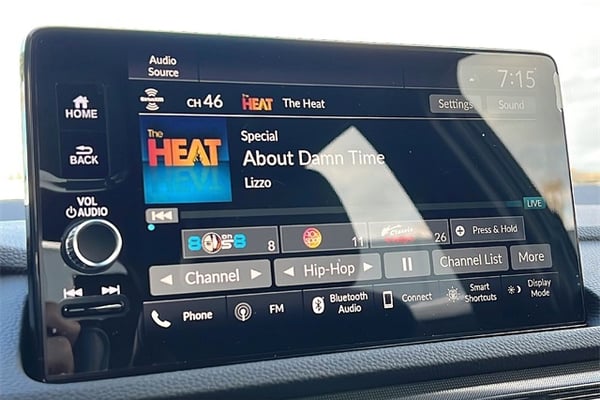 Audio
Source
7:15
HOME
BACK
VOL
AUDIO
CH 46
The HEAT
The Heat
Settings
Sound
The
HEAT
Special
About Damn Time
Lizzo
LIVE
8
11
26
Press & Hold
Channel
Hip-Hop
Channel List
More
Phone
FM
Bluetooth
Audio
Connect
Smart
Shortcuts
Display
Mode